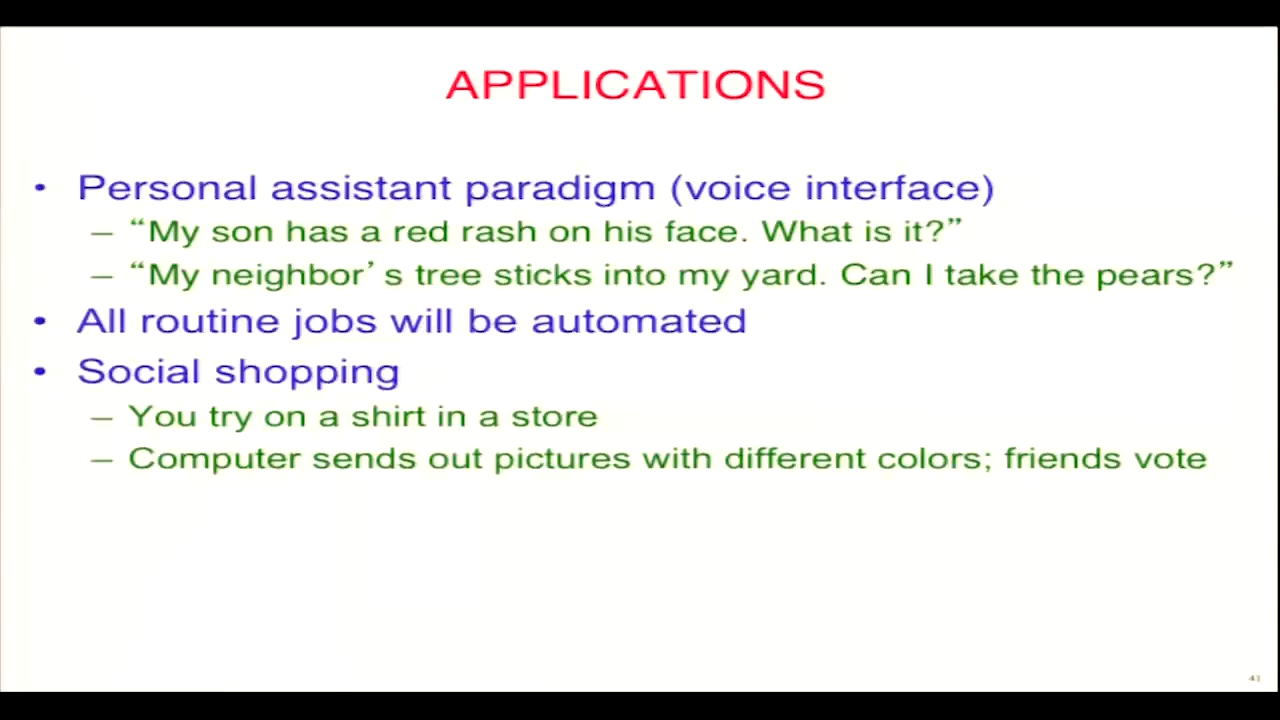 APPLICATIONS
• Personal assistant paradigm (voice interface)
– “My son has a red rash on his face. What is it?”
– “My neighbor’s tree sticks into my yard. Can I take the pears?”
• All routine jobs will be automated
• Social shopping
– You try on a shirt in a store
– Computer sends out pictures with different colors; friends vote